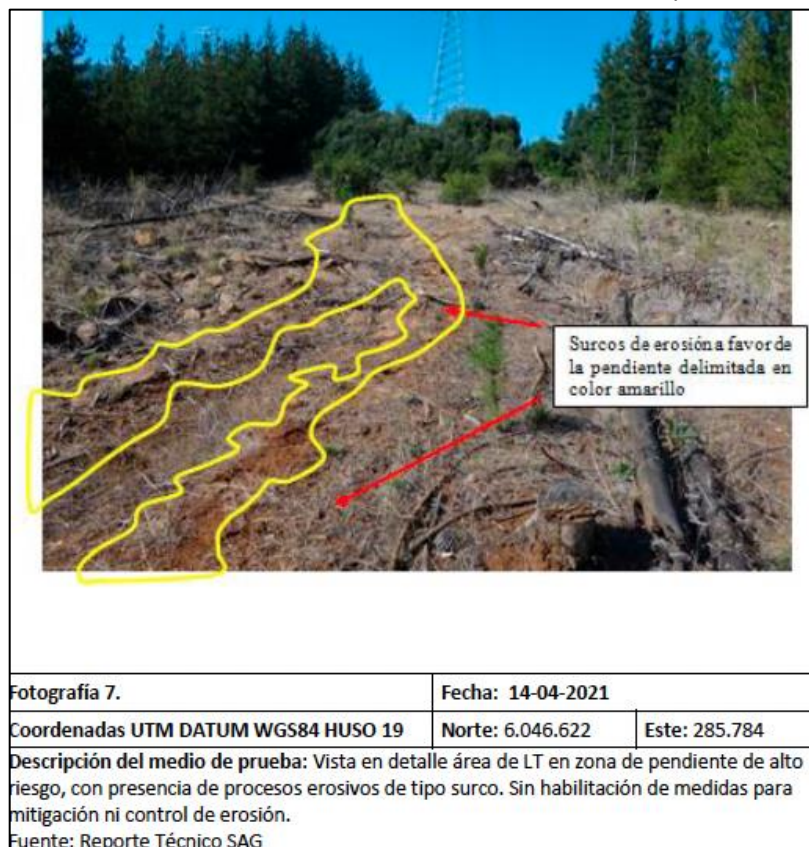 Surcos de erosión a favor de
la pendiente delimitada en
color amarillo
Fotografía 7.
Fecha: 14-04-2021
Coordenadas UTM DATUM WGS84 HUSO 19
Norte: 6.046.622
Este: 285.784
Descripción del medio de prueba: Vista en detalle área de LT en zona de pendiente de alto
riesgo, con presencia de procesos erosivos de tipo surco. Sin habilitación de medidas para
mitigación ni control de erosión.
Fuente: Reporte Técnico SAG